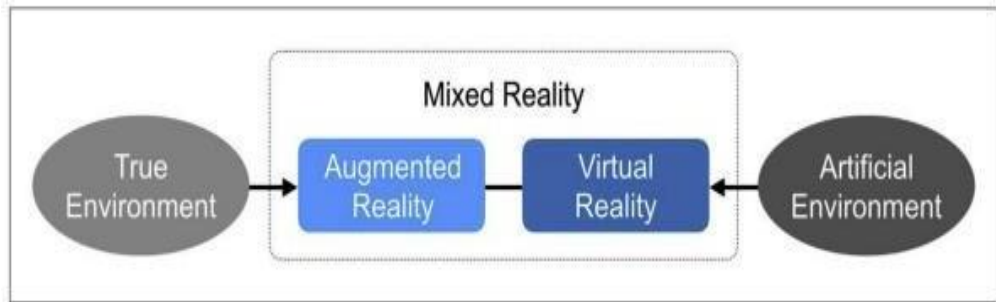 Mixed Reality
True
Environment
Augmented
Reality
Virtual
Reality
Artificial
Environment